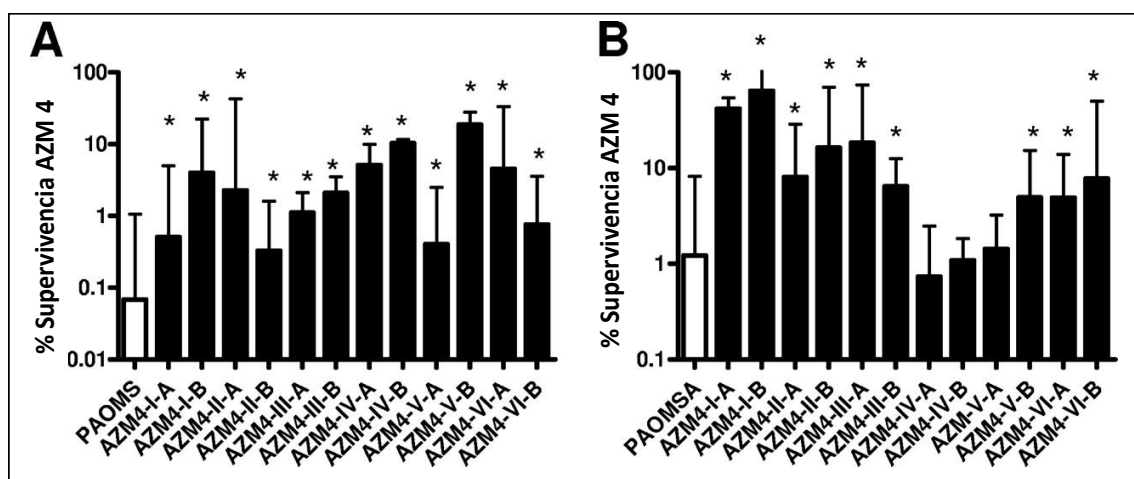 A
% Supervivencia AZM 4
100
10
1
0.1
0.01
* * * * * * * * * * * *
PAOMS
AZM4-I-A
AZM4-I-B
AZM4-II-A
AZM4-II-B
AZM4-III-A
AZM4-III-B
AZM4-IV-A
AZM4-IV-B
AZM4-V-A
AZM4-V-B
AZM4-VI-A
AZM4-VI-B
B
% Supervivencia AZM 4
100
10
1
0.1
* * * * * * * * *
PAOMSA
AZM4-I-A
AZM4-I-B
AZM4-II-A
AZM4-II-B
AZM4-III-A
AZM4-III-B
AZM4-IV-A
AZM4-IV-B
AZM-V-A
AZM4-V-B
AZM4-VI-A
AZM4-VI-B